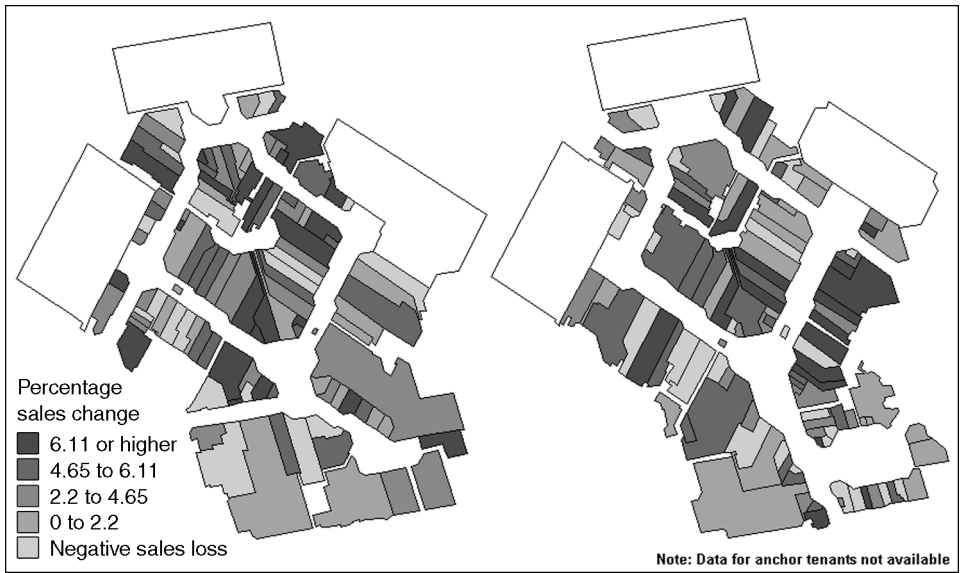 Percentage
sales change
6.11 or higher
4.65 to 6.11
2.2 to 4.65
0 to 2.2
Negative sales loss
Note: Data for anchor tenants not available